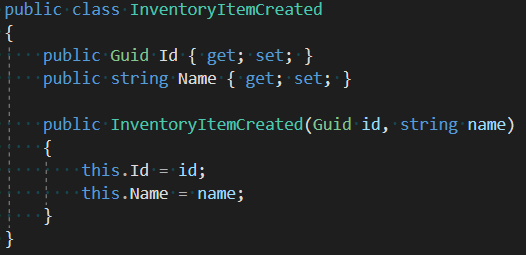 public class InventoryItemCreated
{
    public Guid Id { get; set; }
    public string Name { get; set; }

    public InventoryItemCreated(Guid id, string name)
    {
        this.Id = id;
        this.Name = name;
    }
}